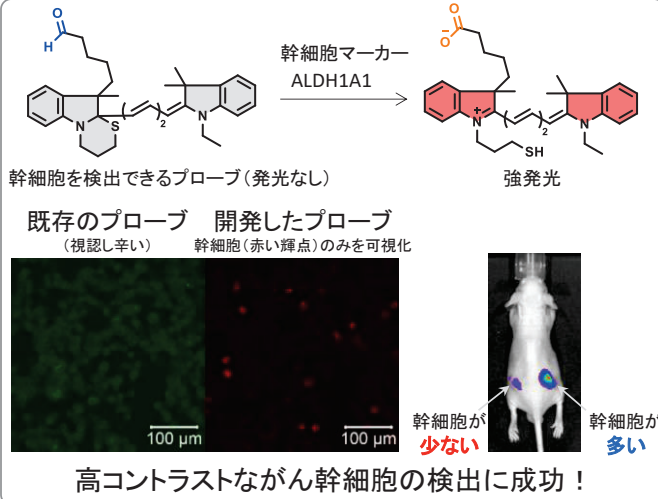 O
H
N
S
2
N
幹細胞マーカー
ALDH1A1
O
O
−
N
+
2
N
SH
幹細胞を検出できるプローブ（発光なし）
強発光
既存のプローブ
（視認し辛い）
開発したプローブ
幹細胞（赤い輝点）のみを可視化
100 μm
100 μm
幹細胞が
少ない
幹細胞が
多い
高コントラストながん幹細胞の検出に成功！